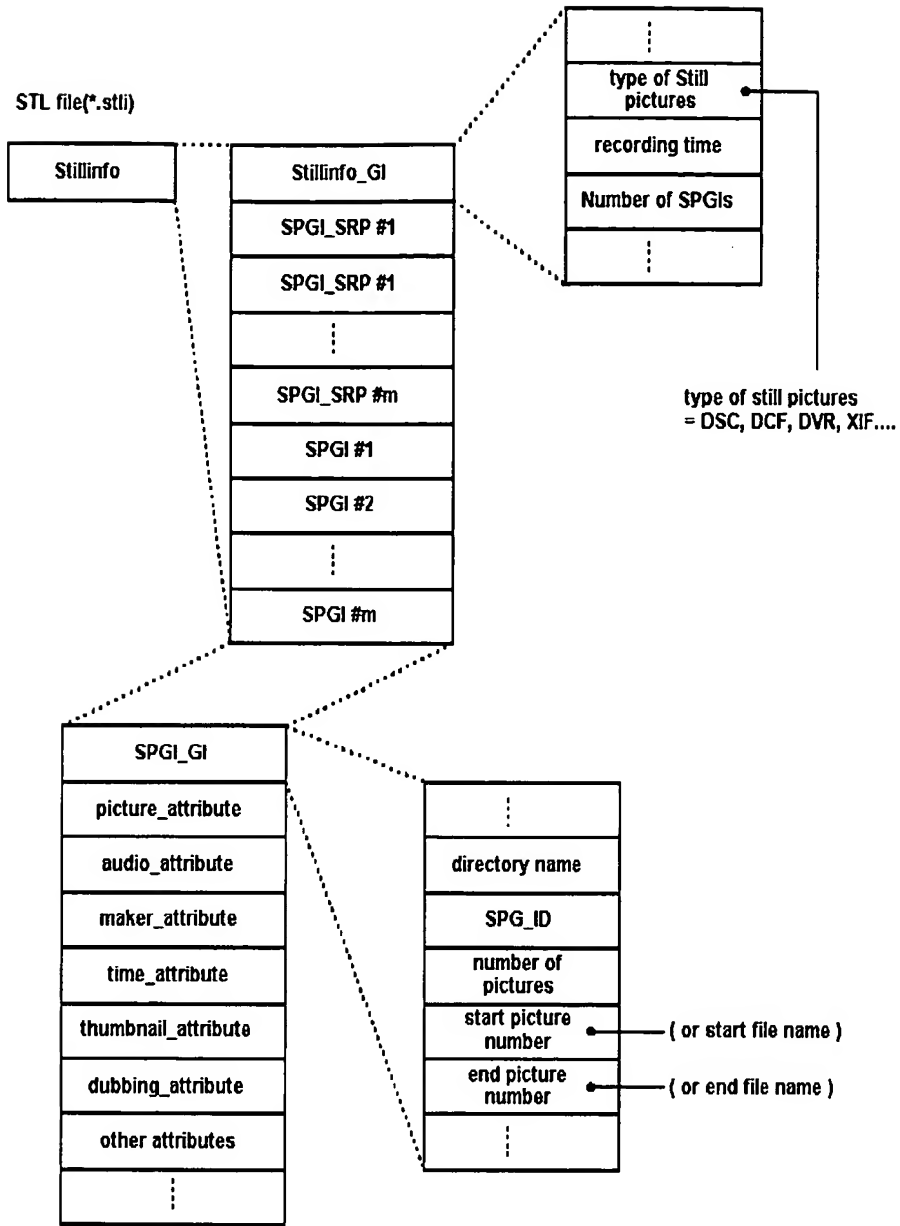 STL file(*.stli)
Stillinfo
Stillinfo_GI
SPGI_SRP #1
SPGI_SRP #1
SPGI_SRP #m
SPGI #1
SPGI #2
SPGI #m
type of Still
pictures
recording time
Number of SPGIs
type of still pictures
= DSC, DCF, DVR, XIF....
SPGI_GI
picture_attribute
audio_attribute
maker_attribute
time_attribute
thumbnail_attribute
dubbing_attribute
other attributes
directory name
SPG_ID
number of
pictures
start picture
number
( or start file name )
end picture
number
( or end file name )